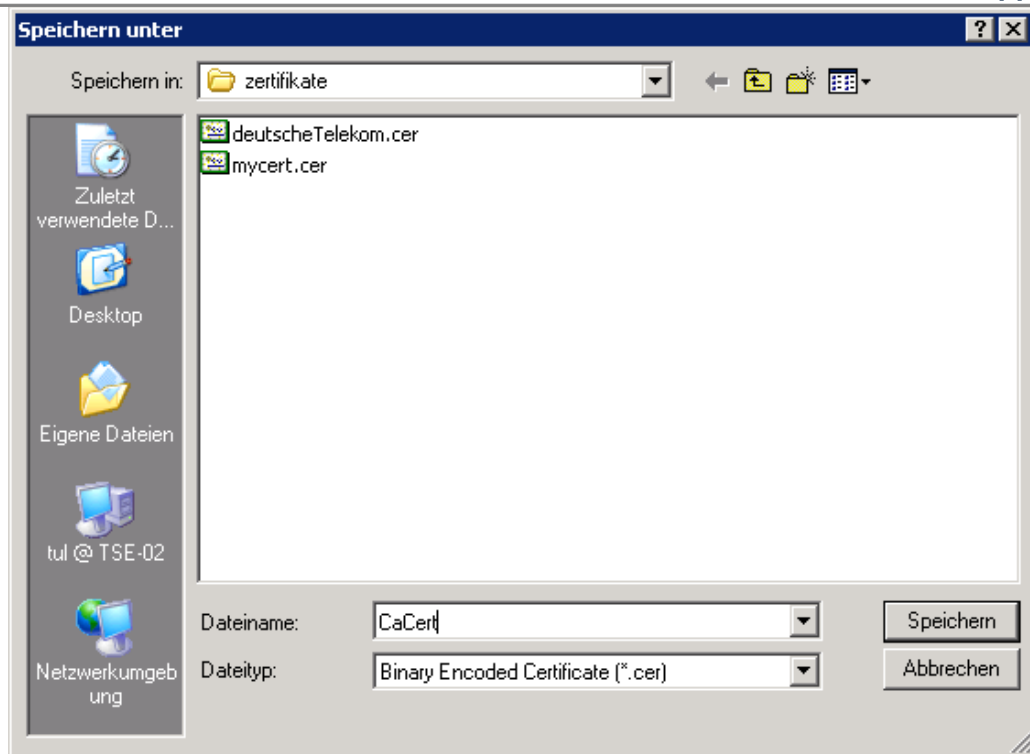 Speichern unter
Speichern in: zertifikate
deutscheTelekom.cer
mycert.cer
Zuletzt
verwendete D...
Desktop
Eigene Dateien
tul @ TSE-02
Netzwerkumgeb
ung
Dateiname: CaCert Speichern
Dateityp: Binary Encoded Certificate (*.cer) Abbrechen